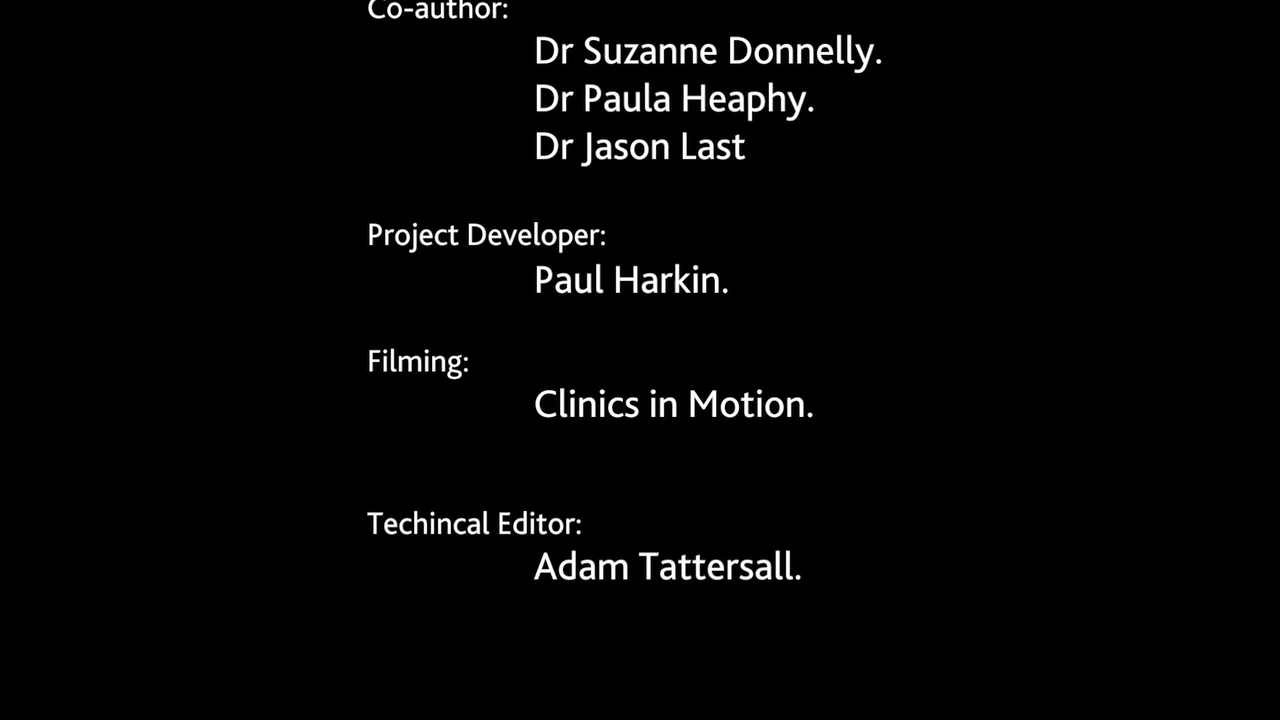 Co-author:
Dr Suzanne Donnelly.
Dr Paula Heaphy.
Dr Jason Last
Project Developer:
Paul Harkin.
Filming:
Clinics in Motion.
Techincal Editor:
Adam Tattersall.